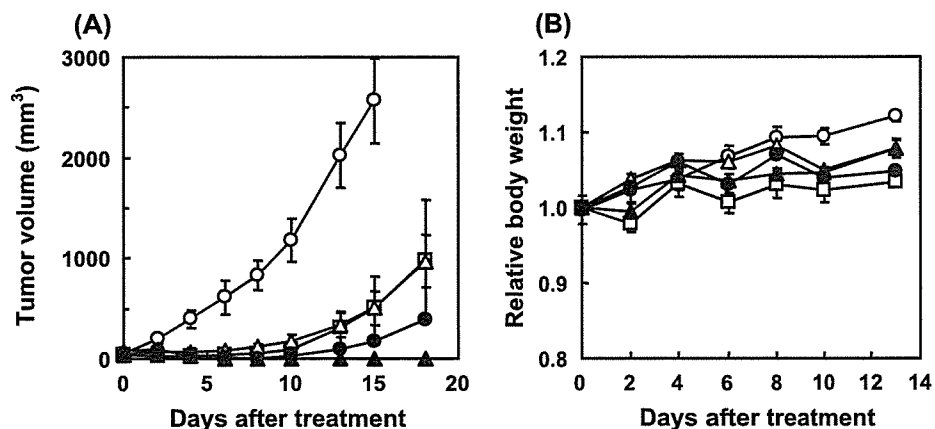 (A)
Tumor volume (mm³)
3000
2000
1000
0
0 5 10 15 20
Days after treatment
(B)
Relative body weight
1.2
1.1
1.0
0.9
0.8
0 2 4 6 8 10 12 14
Days after treatment